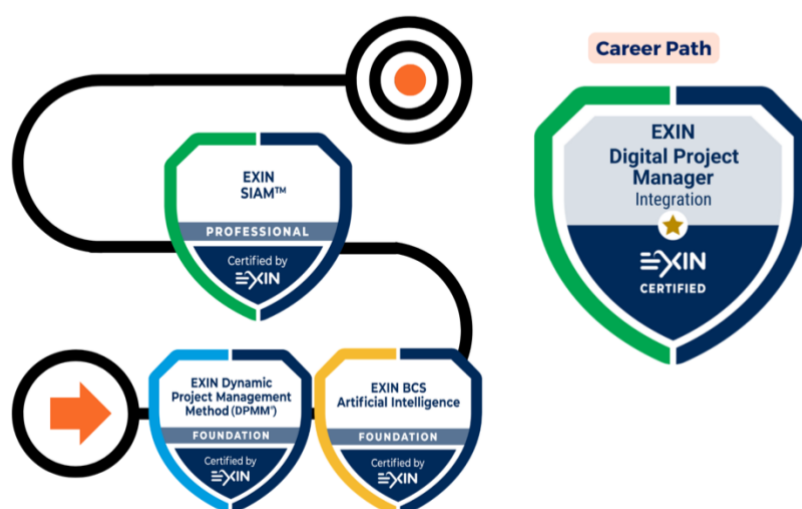 Career Path
EXIN
SIAM™
PROFESSIONAL
Certified by
EXIN
EXIN
Digital Project
Manager
Integration
EXIN
CERTIFIED
EXIN Dynamic
Project Management
Method (DPMM®)
FOUNDATION
Certified by
EXIN
EXIN BCS
Artificial Intelligence
FOUNDATION
Certified by
EXIN